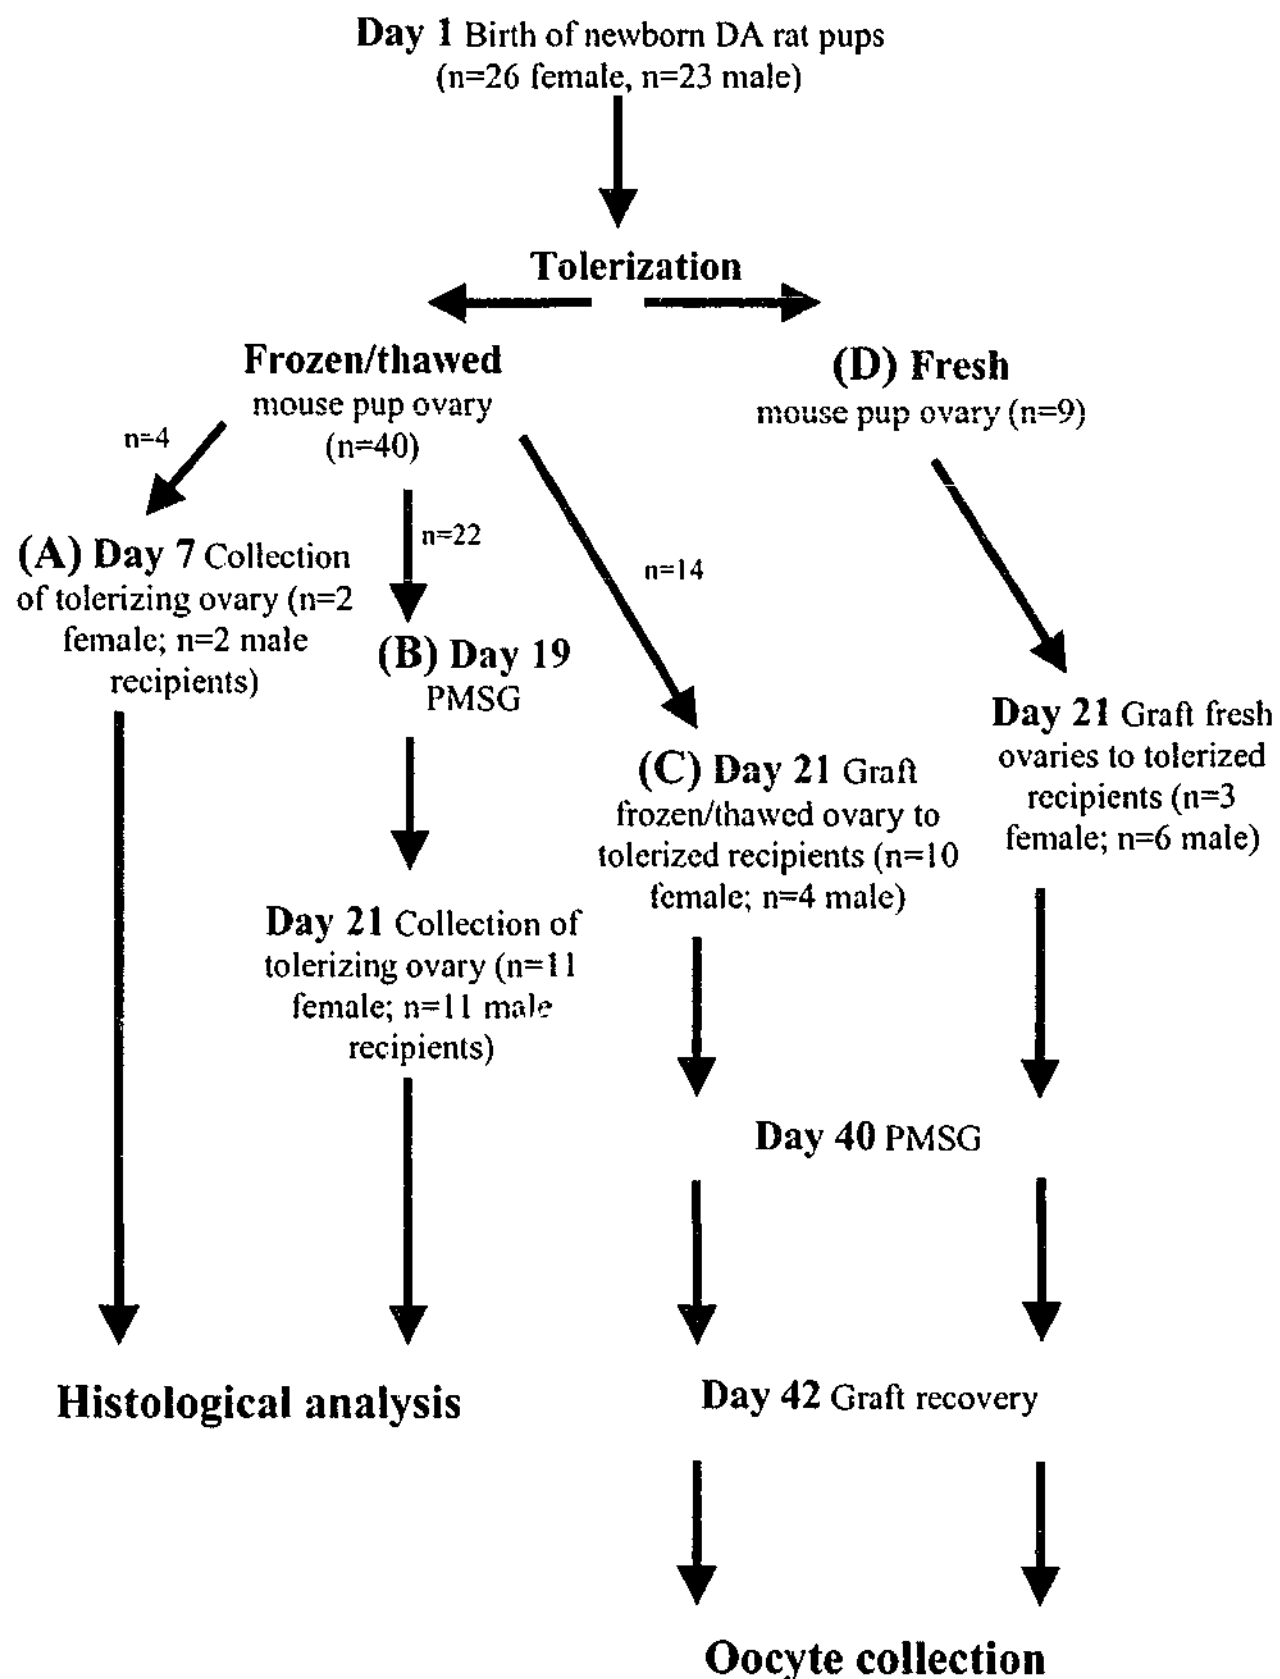 Day 1 Birth of newborn DA rat pups
(n=26 female, n=23 male)
Tolerization
Frozen/thawed
mouse pup ovary
(n=40)
(D) Fresh
mouse pup ovary (n=9)
n=4
n=22
n=14
(A) Day 7 Collection
of tolerizing ovary (n=2
female; n=2 male
recipients)
(B) Day 19
PMSG
Day 21 Collection of
tolerizing ovary (n=11
female; n=11 male
recipients)
(C) Day 21 Graft
frozen/thawed ovary to
tolerized recipients (n=10
female; n=4 male)
Day 21 Graft fresh
ovaries to tolerized
recipients (n=3
female; n=6 male)
Day 40 PMSG
Histological analysis
Day 42 Graft recovery
Oocyte collection